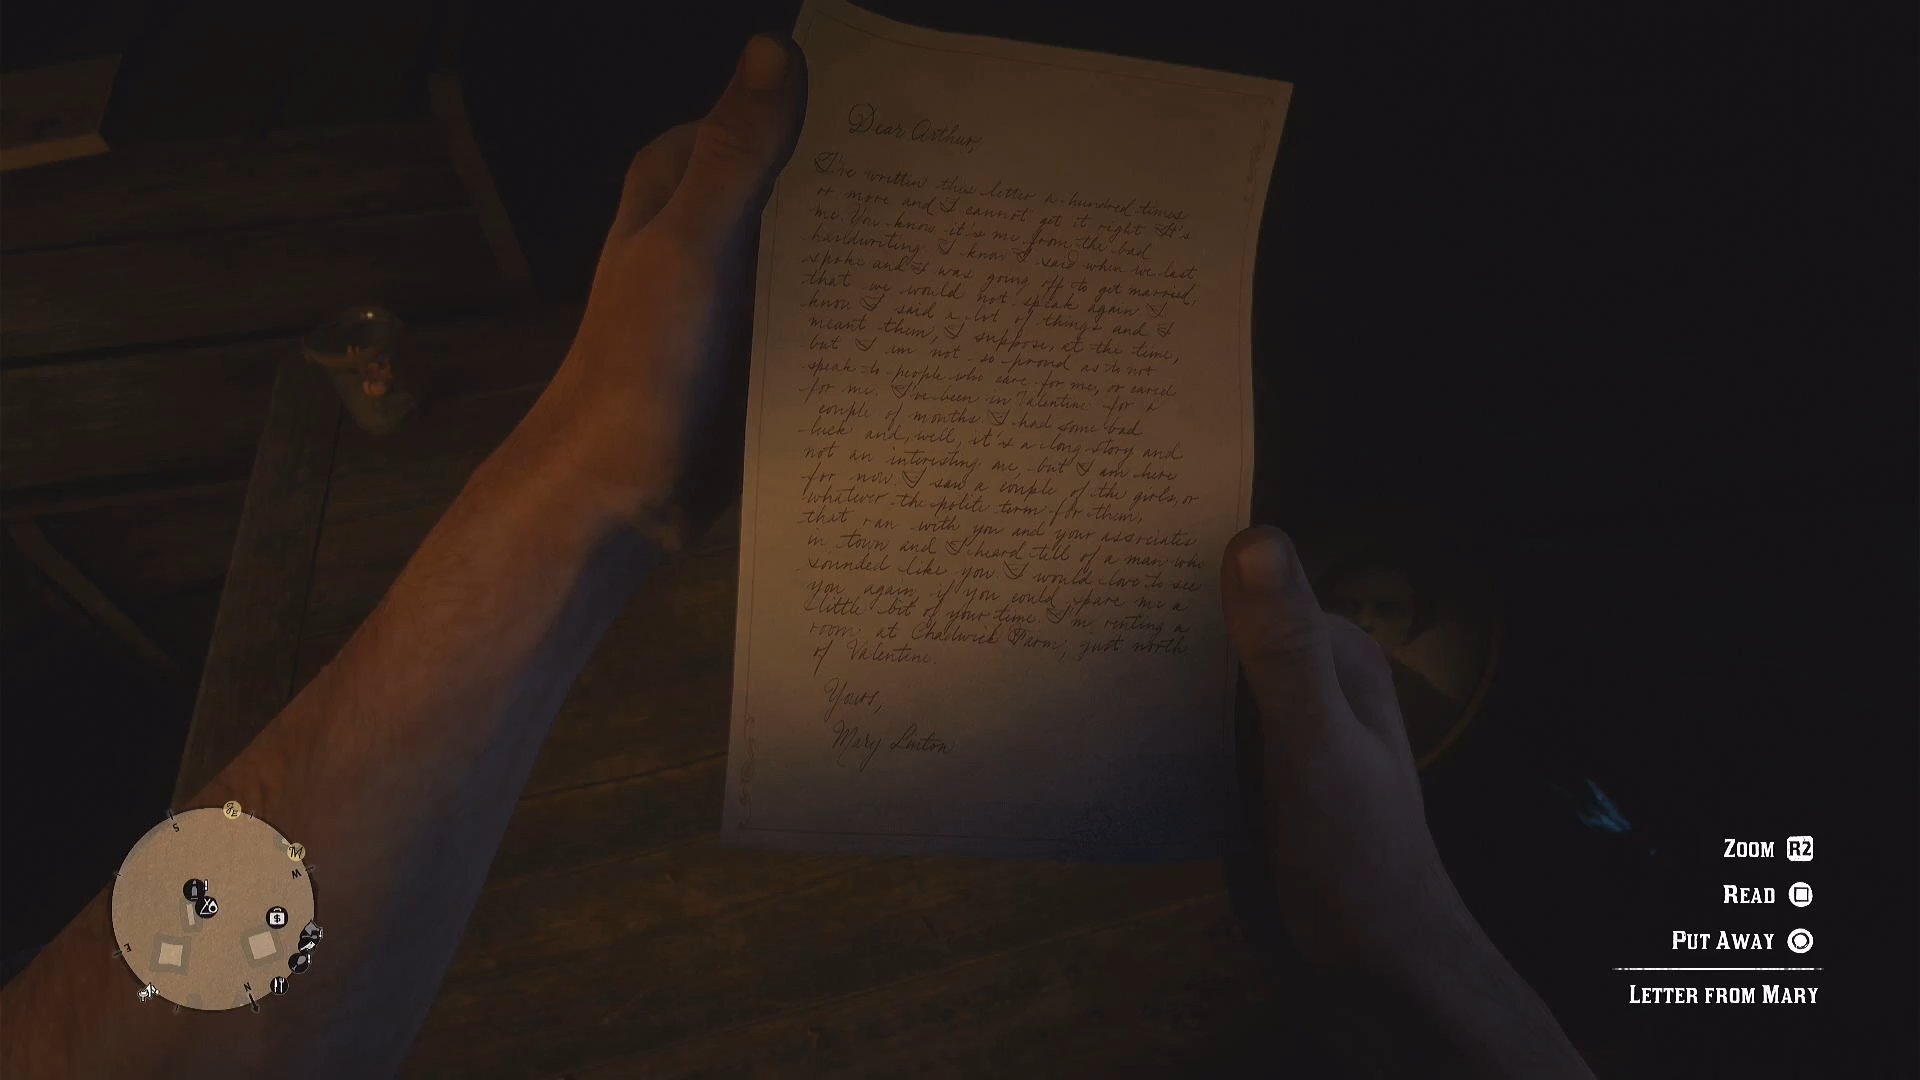 Dear Arthur,
I've written this letter a hundred times
or more and I cannot get it right It's
me. You know it's me from the bad
handwriting. I know I said when we last
spoke and I was going off to get married,
that we would not speak again I
know I said a lot of things and I
meant them, I suppose, at the time,
but I am not so proud as to not
speak to people who care for me, or cared
for me. I've been in Valentine for a
couple of months. I had some bad
luck and, well, it's a long story and
not an interesting one, but I am here
for now. I saw a couple of the girls, or
whatever the polite term for them,
that ran with you and your associates
in town and I heard tell of a man who
sounded like you. I would love to see
you again, if you could spare me a
little bit of your time. I'm renting a
room at Chadwick Farm, just north
of Valentine.
Yours,
Mary Linton
S
W
E
N
ZOOM R2
READ
PUT AWAY
LETTER FROM MARY